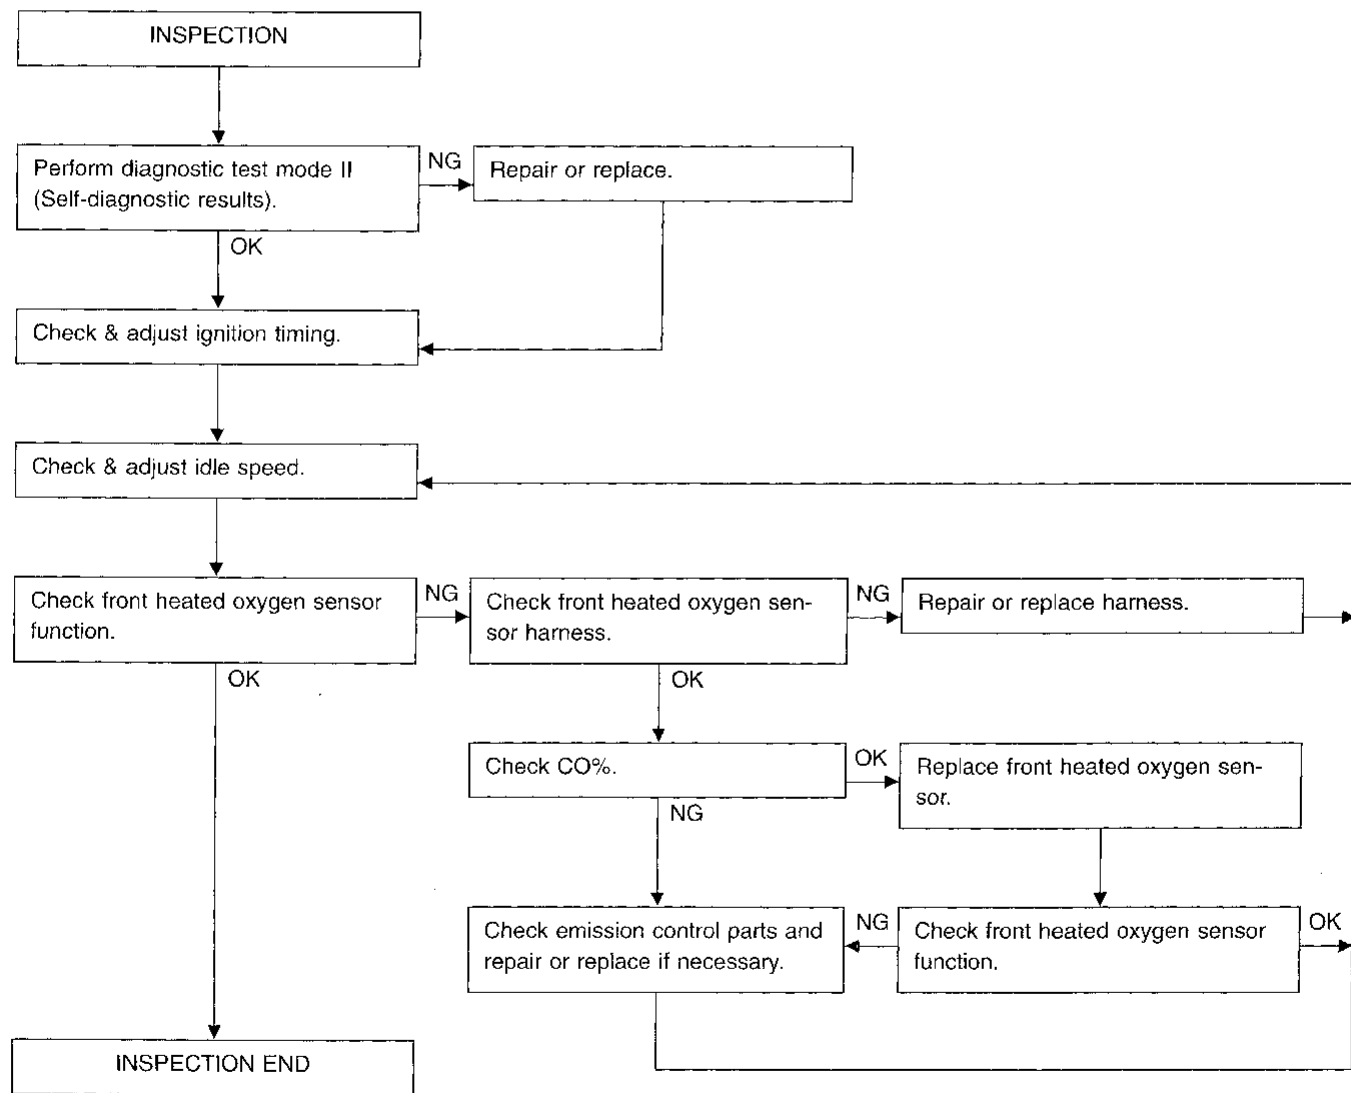 INSPECTION
Perform diagnostic test mode II
(Self-diagnostic results).
NG
Repair or replace.
OK
Check & adjust ignition timing.
Check & adjust idle speed.
Check front heated oxygen sensor
function.
NG
Check front heated oxygen sen-
sor harness.
NG
Repair or replace harness.
OK
OK
Check CO%.
OK
Replace front heated oxygen sen-
sor.
NG
Check emission control parts and
repair or replace if necessary.
NG
Check front heated oxygen sensor
function.
OK
INSPECTION END